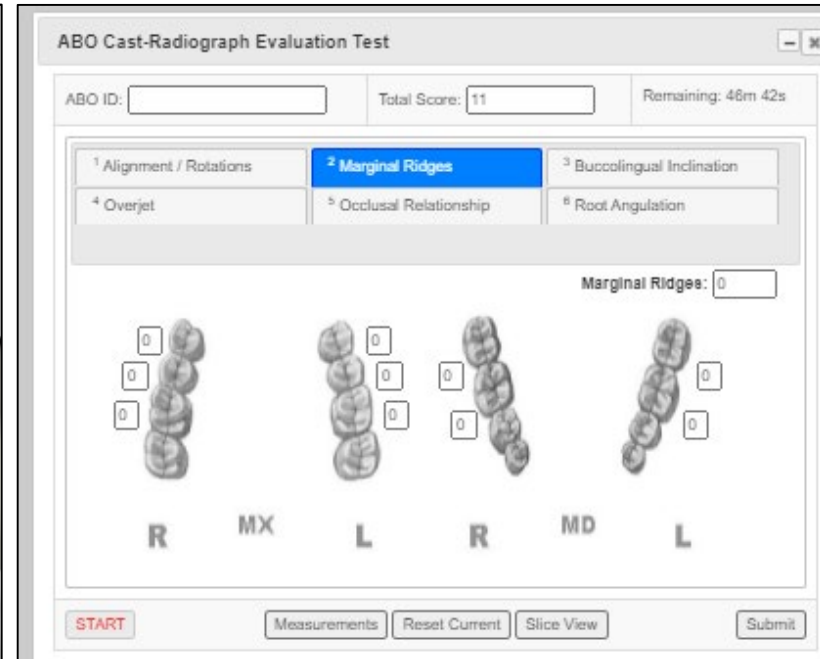 ABO Cast-Radiograph Evaluation Test
ABO ID: Total Score: 11 Remaining: 46m 42s
1 Alignment / Rotations 2 Marginal Ridges 3 Buccolingual Inclination
4 Overjet 5 Occlusal Relationship 6 Root Angulation
Marginal Ridges: 0
0 0
0 0 0 0
0 0 0 0
R MX L R MD L
START Measurements Reset Current Slice View Submit